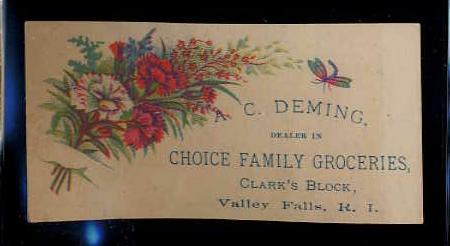 A. C. DEMING,
DEALER IN
CHOICE FAMILY GROCERIES,
CLARK'S BLOCK,
Valley Falls, R. I.